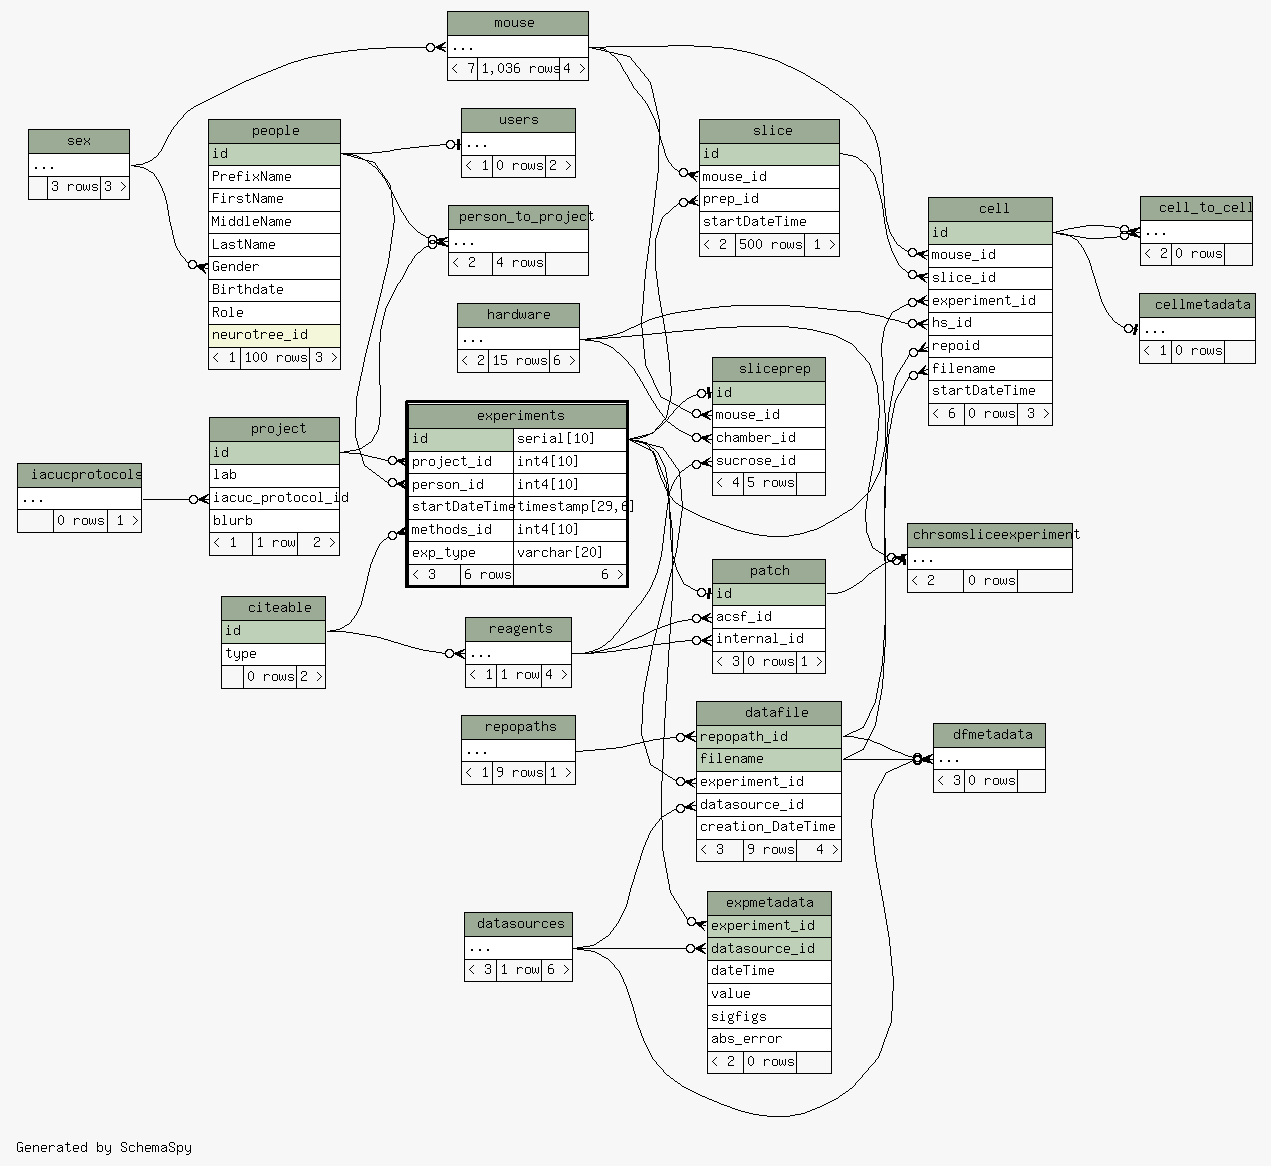 mouse
...
< 7 1,036 rows 4 >
users
...
< 1 0 rows 2 >
sex
...
3 rows 3 >
people
id
PrefixName
FirstName
MiddleName
LastName
Gender
Birthdate
Role
neurotree_id
< 1 100 rows 3 >
person_to_project
...
< 2 4 rows
slice
id
mouse_id
prep_id
startDateTime
< 2 500 rows 1 >
cell
id
mouse_id
slice_id
experiment_id
hs_id
repoid
filename
startDateTime
< 6 0 rows 3 >
cell_to_cell
...
< 2 0 rows
cellmetadata
...
< 1 0 rows
hardware
...
< 2 15 rows 6 >
sliceprep
id
mouse_id
chamber_id
sucrose_id
< 4 5 rows
project
id
lab
iacuc_protocol_id
blurb
< 1 1 row 2 >
iacucprotocols
...
0 rows 1 >
experiments
id serial[10]
project_id int4[10]
person_id int4[10]
startDateTime timestamp[29,6]
methods_id int4[10]
exp_type varchar[20]
< 3 6 rows 6 >
chrsomsliceexperiment
...
< 2 0 rows
patch
id
acsf_id
internal_id
< 3 0 rows 1 >
citeable
id
type
0 rows 2 >
reagents
...
< 1 1 row 4 >
repopaths
...
< 1 9 rows 1 >
datafile
repopath_id
filename
experiment_id
datasource_id
creation_DateTime
< 3 9 rows 4 >
dfmetadata
...
< 3 0 rows
datasources
...
< 3 1 row 6 >
expmetadata
experiment_id
datasource_id
dateTime
value
sigfigs
abs_error
< 2 0 rows
Generated by SchemaSpy